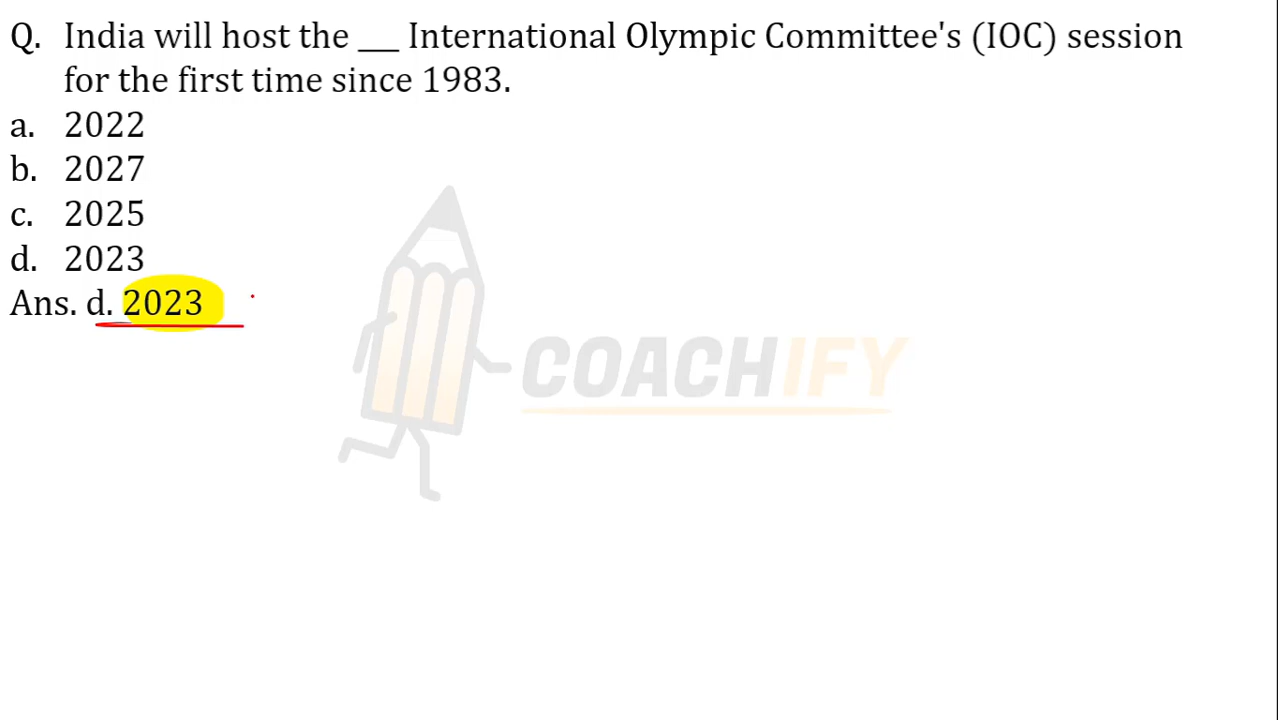 Q. India will host the ___ International Olympic Committee's (IOC) session
for the first time since 1983.
a. 2022
b. 2027
c. 2025
d. 2023
Ans. d. 2023
COACHIFY